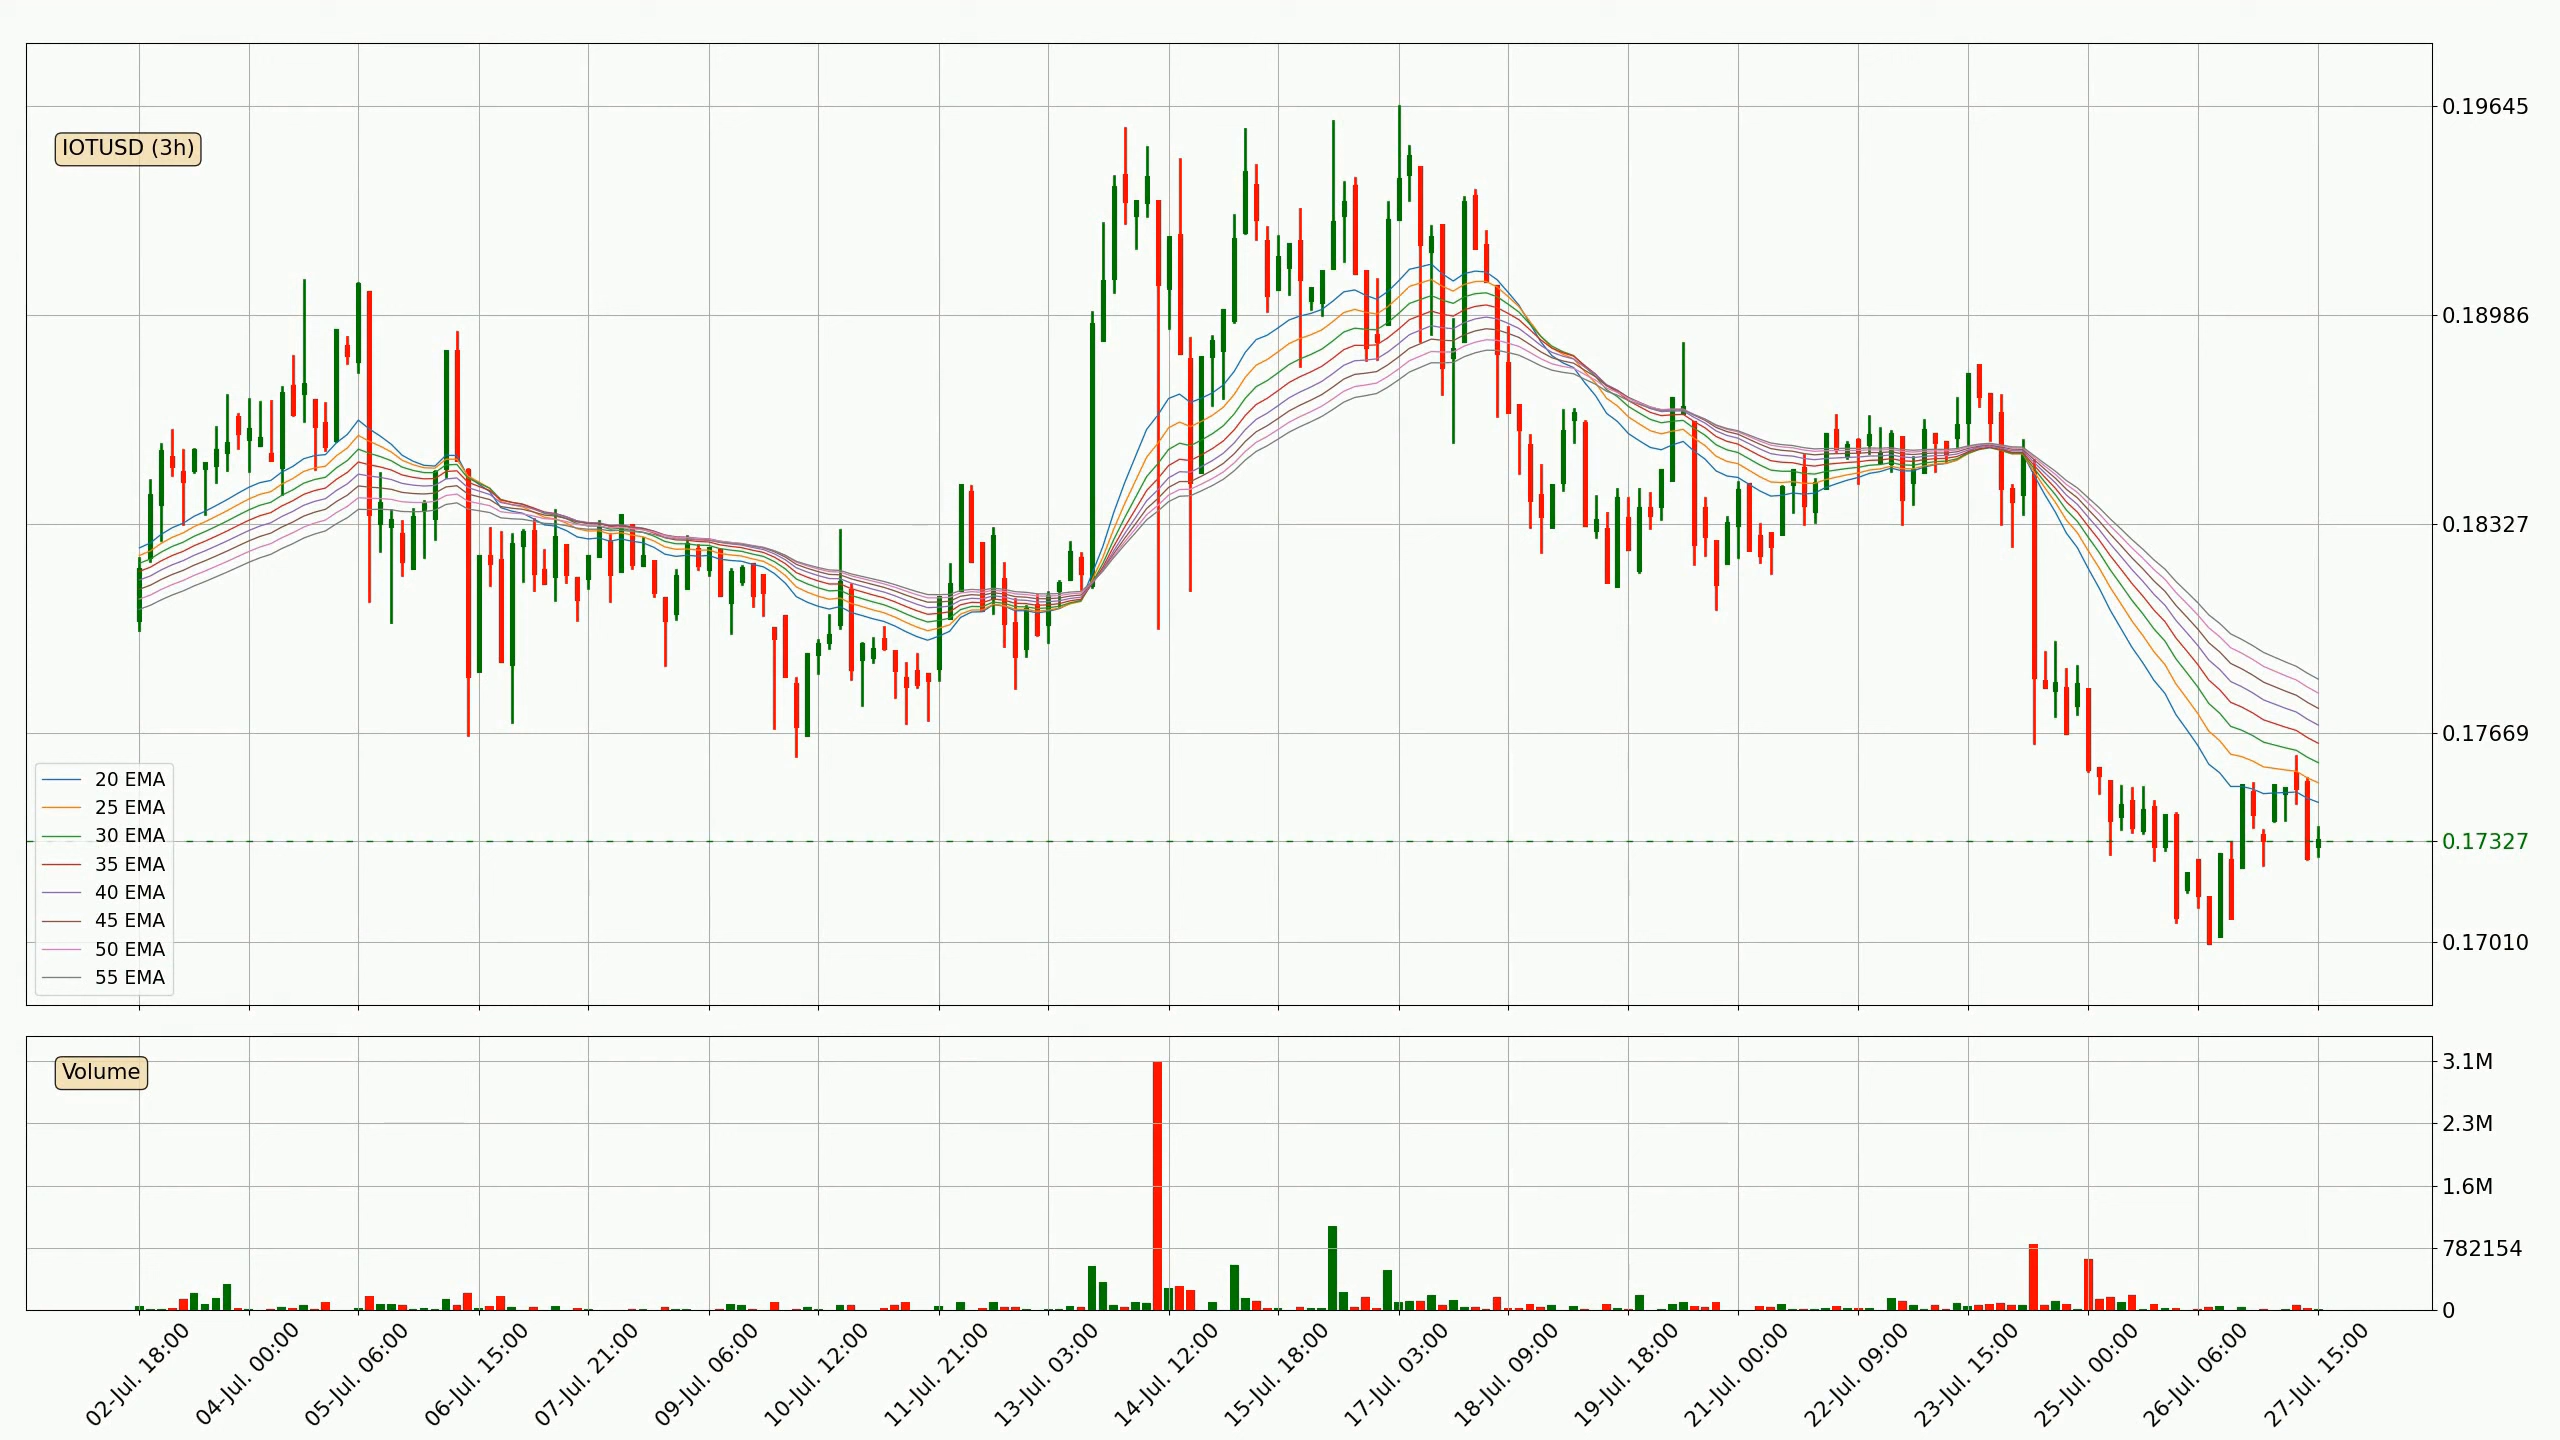 IOTUSD (3h)
0.19645
0.18986
0.18327
0.17669
0.17327
0.17010
20 EMA
25 EMA
30 EMA
35 EMA
40 EMA
45 EMA
50 EMA
55 EMA
Volume
3.1M
2.3M
1.6M
782154
0
02-Jul. 18:00
04-Jul. 00:00
05-Jul. 06:00
06-Jul. 15:00
07-Jul. 21:00
09-Jul. 06:00
10-Jul. 12:00
11-Jul. 21:00
13-Jul. 03:00
14-Jul. 12:00
15-Jul. 18:00
17-Jul. 03:00
18-Jul. 09:00
19-Jul. 18:00
21-Jul. 00:00
22-Jul. 09:00
23-Jul. 15:00
25-Jul. 00:00
26-Jul. 06:00
27-Jul. 15:00